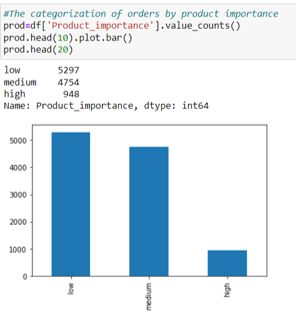 #The categorization of orders by product importance
prod=df['Product_importance'].value_counts()
prod.head(10).plot.bar()
prod.head(20)
low 5297
medium 4754
high 948
Name: Product_importance, dtype: int64
5000
4000
3000
2000
1000
0
low
medium
high